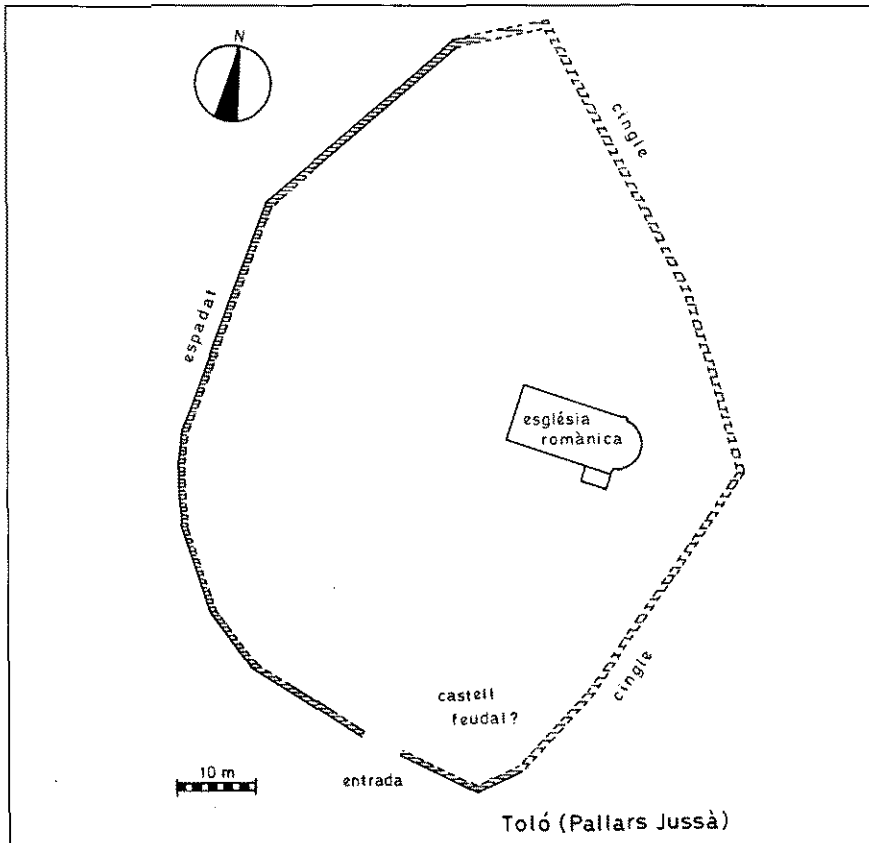 N
cingle
espadat
església
romànica
cingle
castell
feudal?
10 m
entrada
Toló (Pallars Jussà)